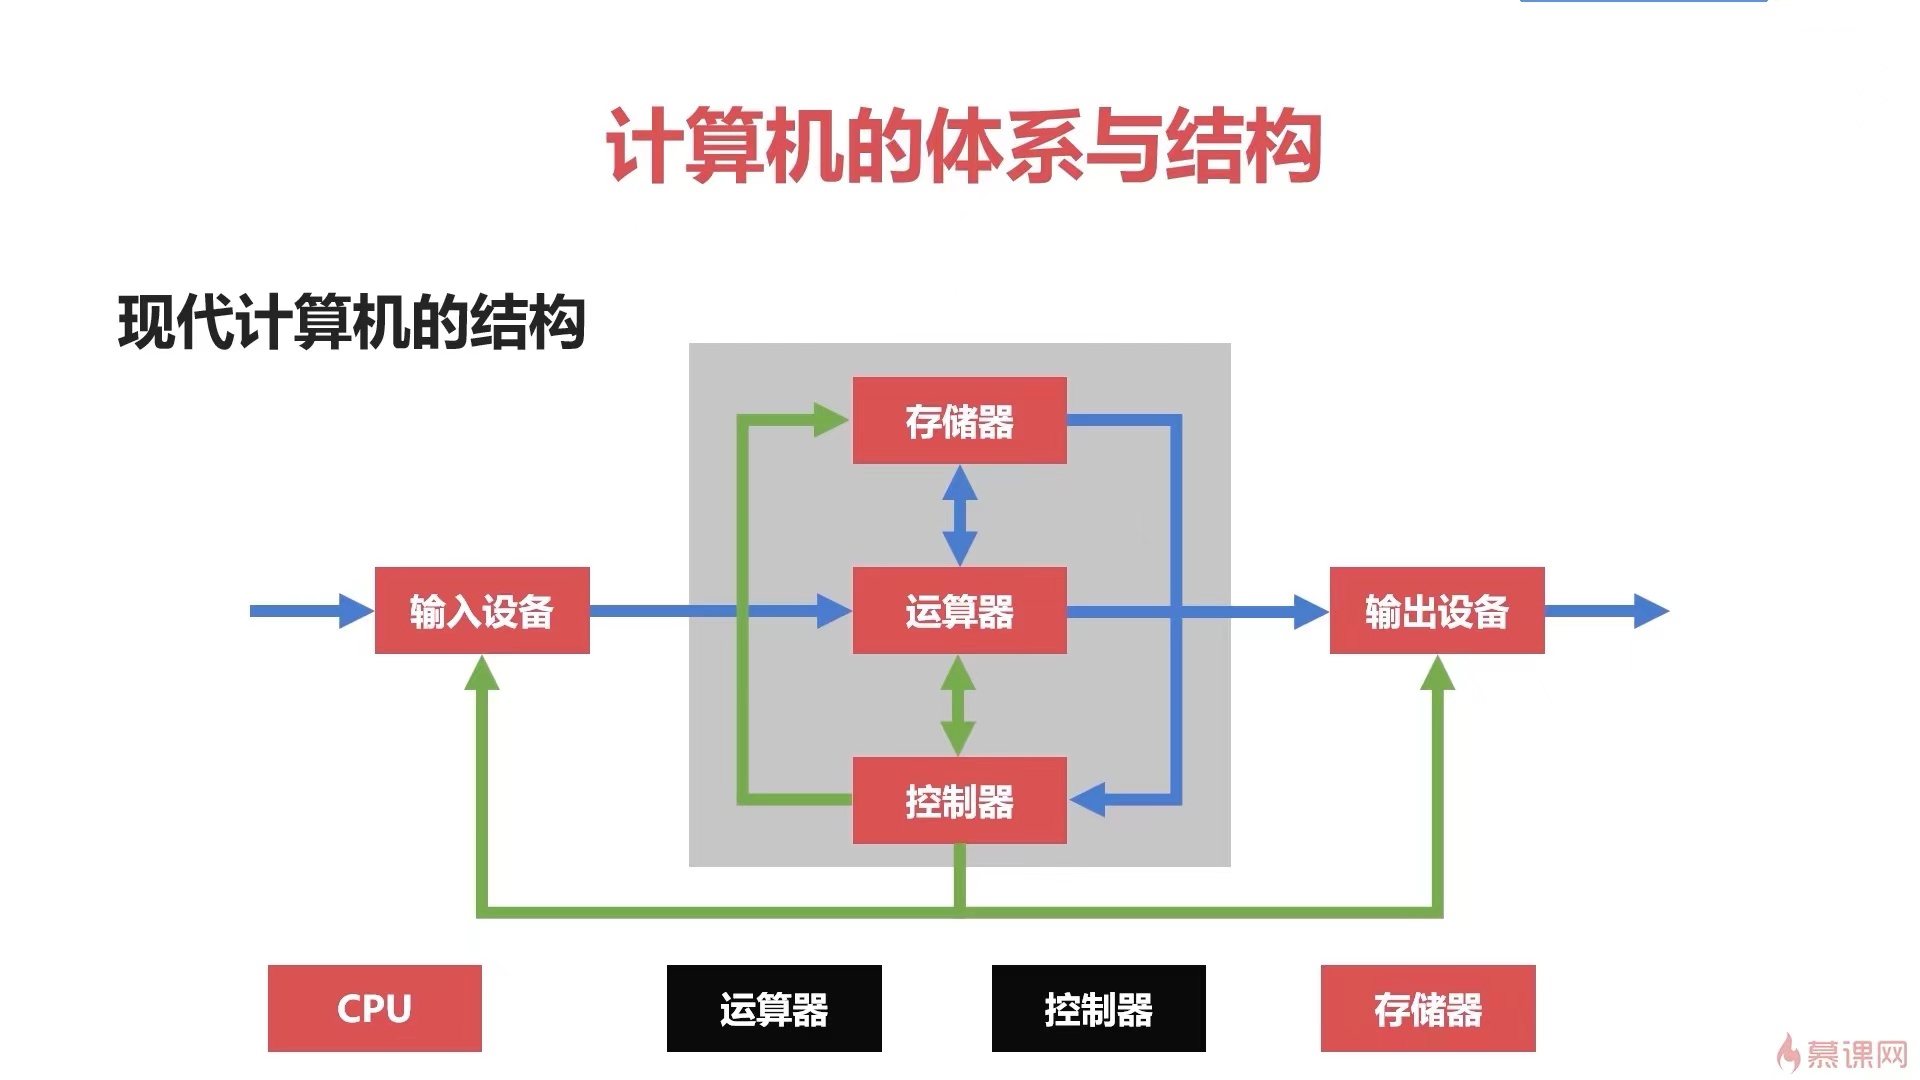 计算机的体系与结构
现代计算机的结构
存储器
输入设备
运算器
输出设备
控制器
CPU
运算器
控制器
存储器
慕课网